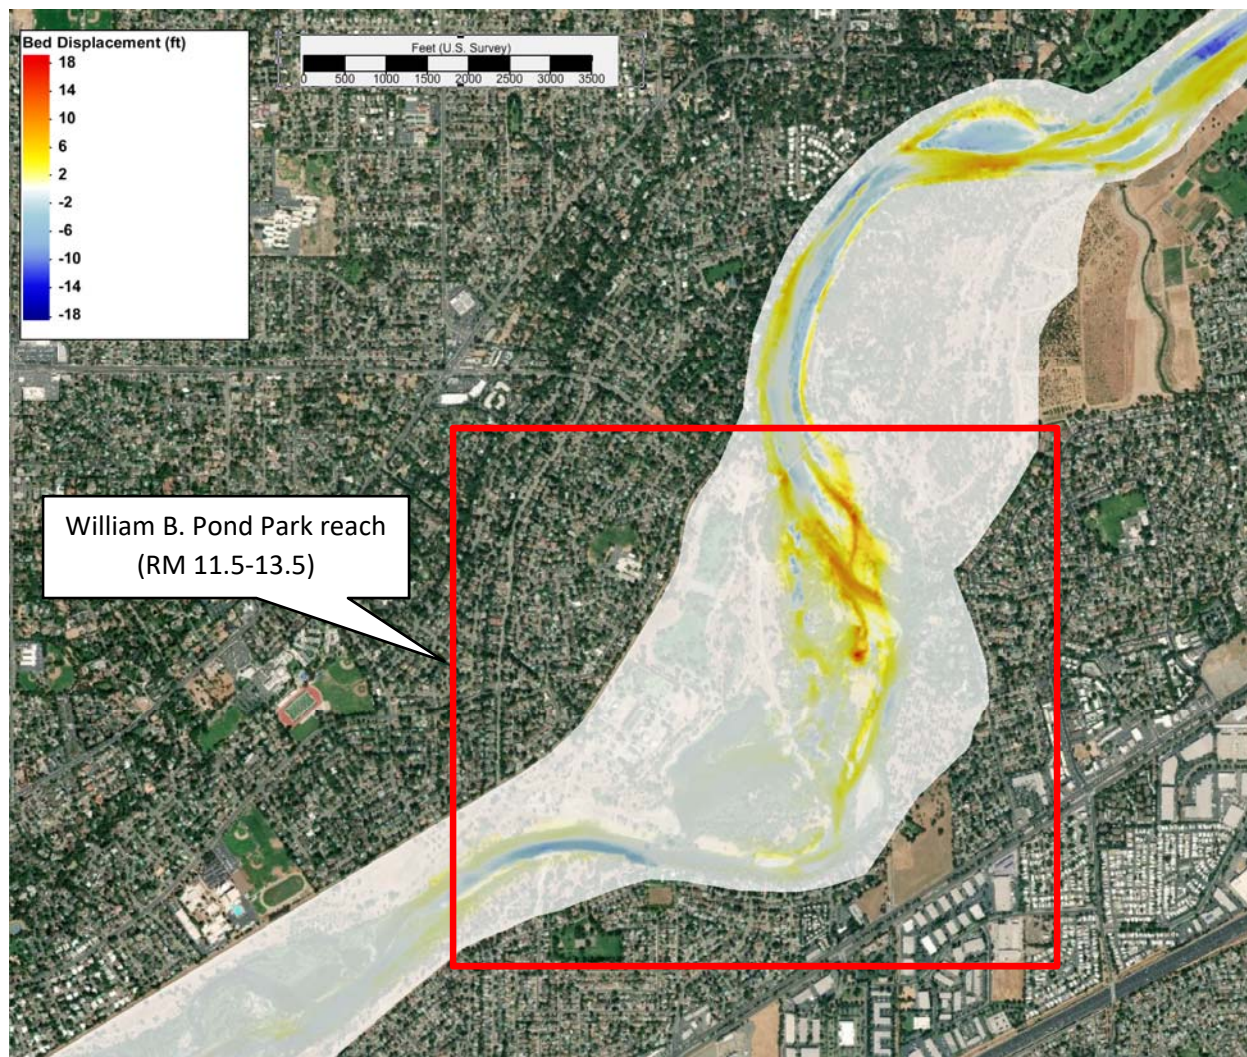 Bed Displacement (ft)
18
14
10
6
2
-2
-6
-10
-14
-18
Feet (U.S. Survey)
0 500 1000 1500 2000 2500 3000 3500
William B. Pond Park reach
(RM 11.5-13.5)